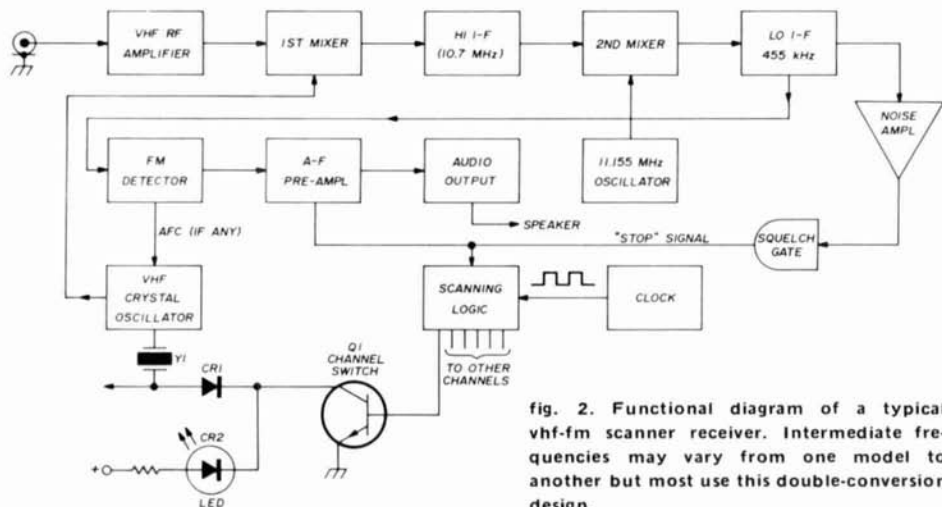 VHF RF
AMPLIFIER
1ST MIXER
HI I-F
(10.7 MHz)
2ND MIXER
LO I-F
455 kHz
NOISE
AMPL
FM
DETECTOR
A-F
PRE-AMPL
AUDIO
OUTPUT
11.155 MHz
OSCILLATOR
SPEAKER
AFC (IF ANY)
"STOP" SIGNAL
SQUELCH
GATE
VHF
CRYSTAL
OSCILLATOR
SCANNING
LOGIC
CLOCK
Y1
CR1
Q1
CHANNEL
SWITCH
TO OTHER
CHANNELS
CR2
+
LED
fig. 2. Functional diagram of a typical
vhf-fm scanner receiver. Intermediate fre-
quencies may vary from one model to
another but most use this double-conversion
design.